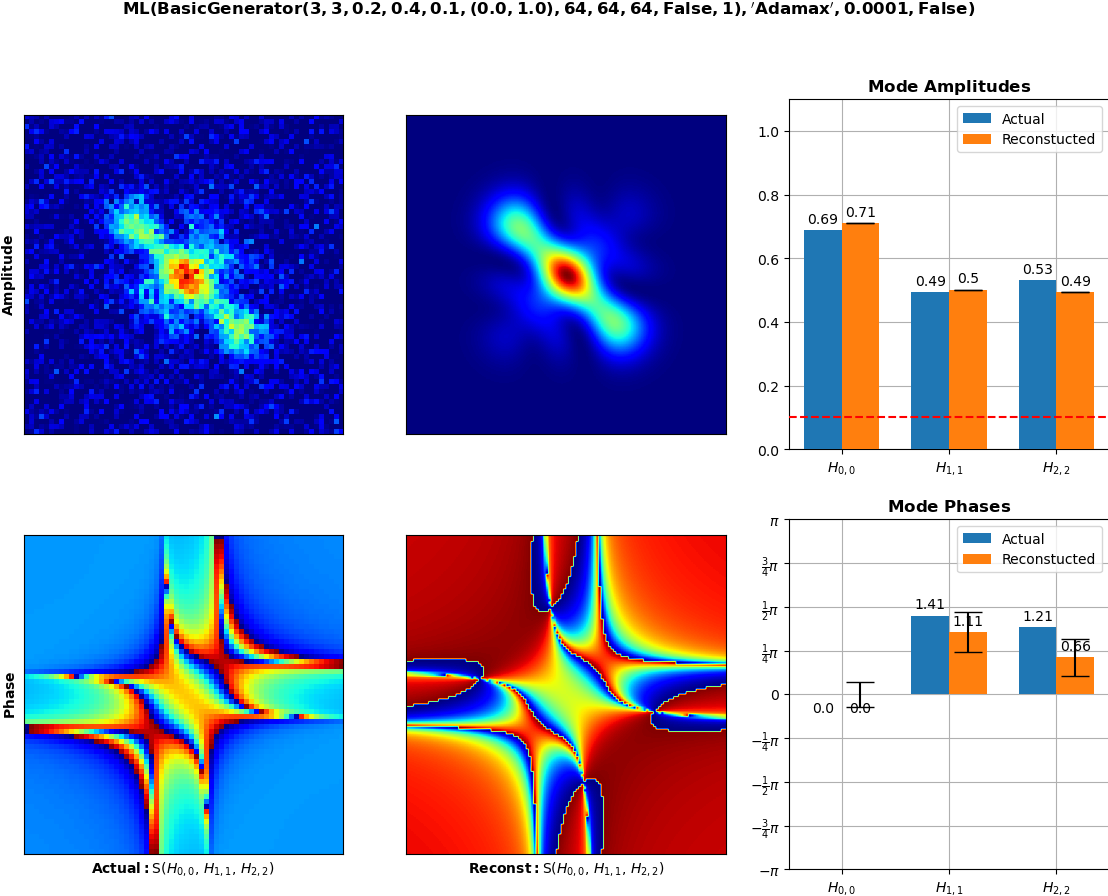 ML(BasicGenerator(3, 3, 0.2, 0.4, 0.1, (0.0, 1.0), 64, 64, 64, False, 1), ′Adamax′, 0.0001, False)
Amplitude
Mode Amplitudes
Actual
Reconstucted
1.0
0.8
0.6
0.4
0.2
0.0
0.69
0.71
0.49
0.5
0.53
0.49
H0,0
H1,1
H2,2
Phase
Actual: S(H0,0, H1,1, H2,2)
Reconst: S(H0,0, H1,1, H2,2)
Mode Phases
Actual
Reconstucted
π
3/4π
1/2π
1/4π
0
−1/4π
−1/2π
−3/4π
−π
0.0
0.0
1.41
1.11
1.21
0.66
H0,0
H1,1
H2,2